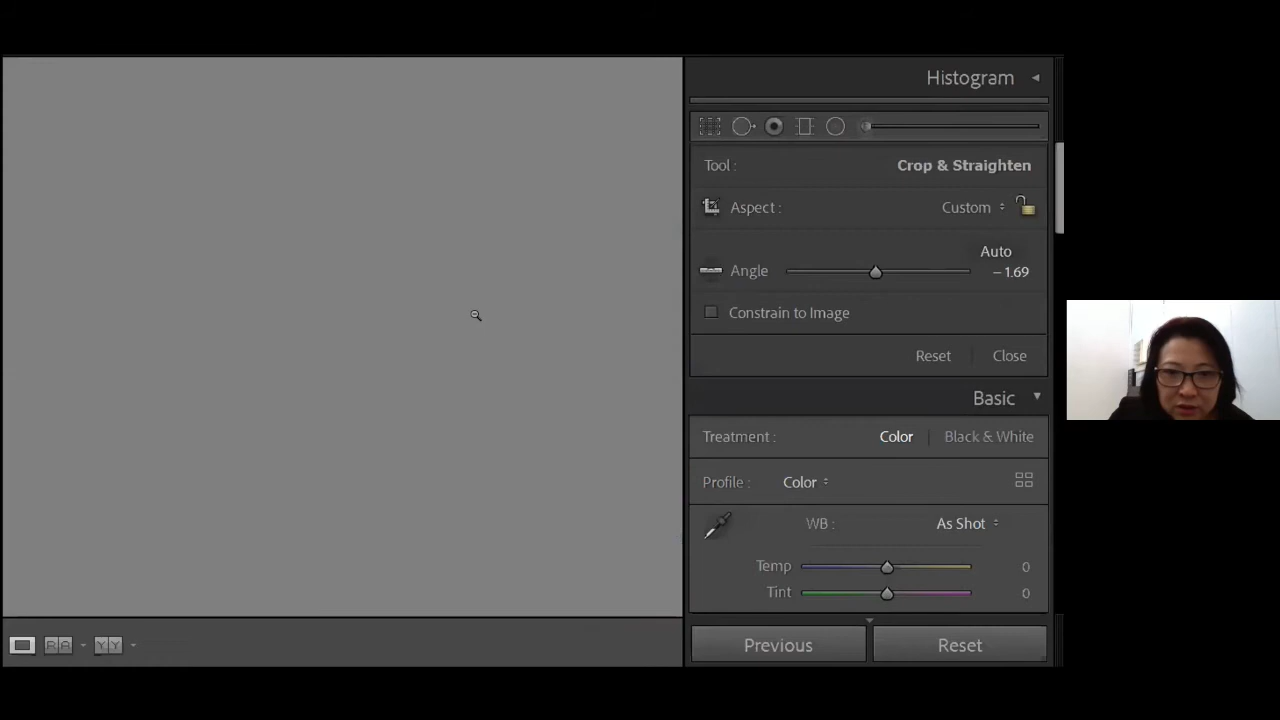 Histogram
Tool : Crop & Straighten
Aspect : Custom
Auto
Angle – 1.69
Constrain to Image
Reset Close
Basic
Treatment : Color Black & White
Profile : Color
WB : As Shot
Temp 0
Tint 0
R A Y Y Previous Reset